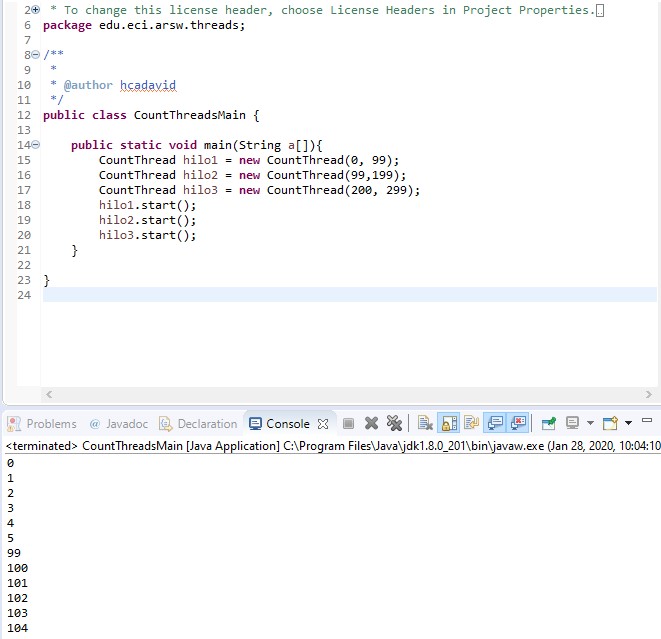 2 * To change this license header, choose License Headers in Project Properties.
6 package edu.eci.arsw.threads;
7
8 /**
9  *
10  * @author hcadavid
11  */
12 public class CountThreadsMain {
13
14     public static void main(String a[]){
15         CountThread hilo1 = new CountThread(0, 99);
16         CountThread hilo2 = new CountThread(99,199);
17         CountThread hilo3 = new CountThread(200, 299);
18         hilo1.start();
19         hilo2.start();
20         hilo3.start();
21     }
22
23 }
24
Problems @ Javadoc Declaration Console
<terminated> CountThreadsMain [Java Application] C:\Program Files\Java\jdk1.8.0_201\bin\javaw.exe (Jan 28, 2020, 10:04:10
0
1
2
3
4
5
99
100
101
102
103
104